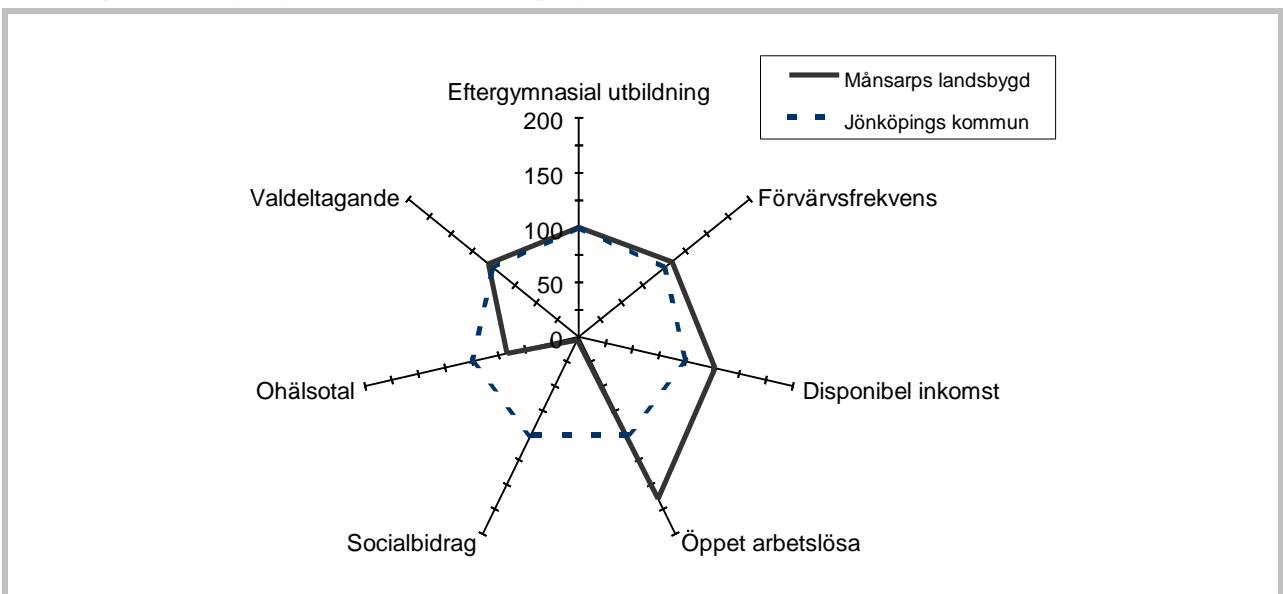 Månsarps landsbygd
Jönköpings kommun
Eftergymnasial utbildning
200
150
100
50
0
Valdeltagande
Förvärvsfrekvens
Ohälsotal
Disponibel inkomst
Socialbidrag
Öppet arbetslösa